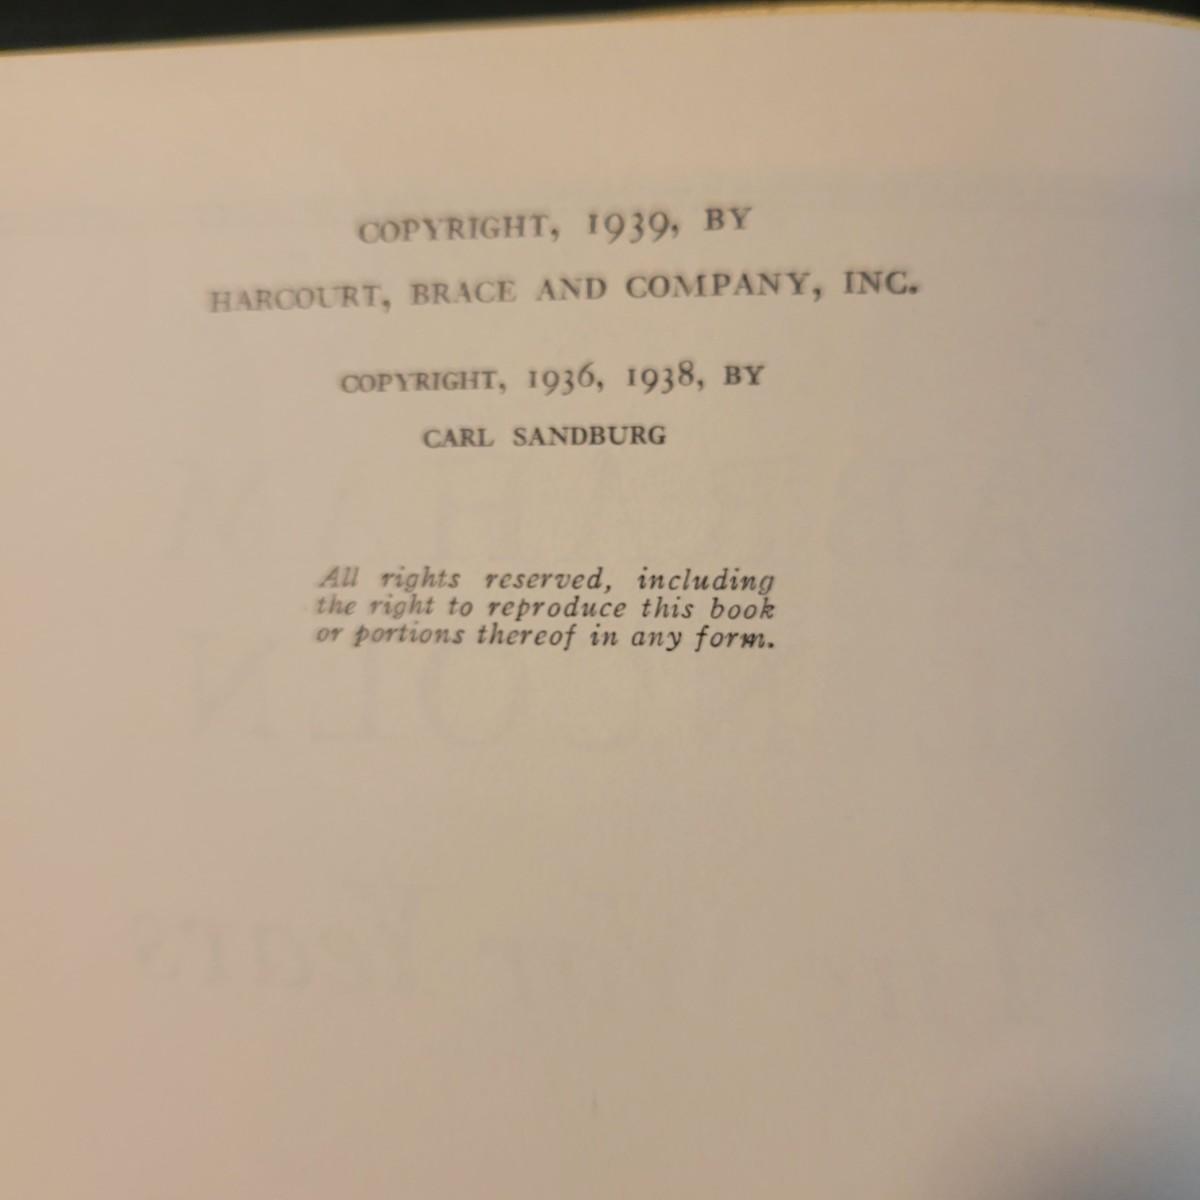 COPYRIGHT, 1939, BY
HARCOURT, BRACE AND COMPANY, INC.
COPYRIGHT, 1936, 1938, BY
CARL SANDBURG
All rights reserved, including
the right to reproduce this book
or portions thereof in any form.